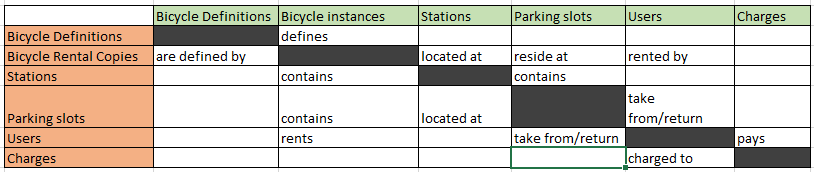 Bicycle Definitions Bicycle instances Stations Parking slots Users Charges
Bicycle Definitions defines
Bicycle Rental Copies are defined by located at reside at rented by
Stations contains contains
take
Parking slots contains located at from/return
Users rents take from/return pays
Charges charged to